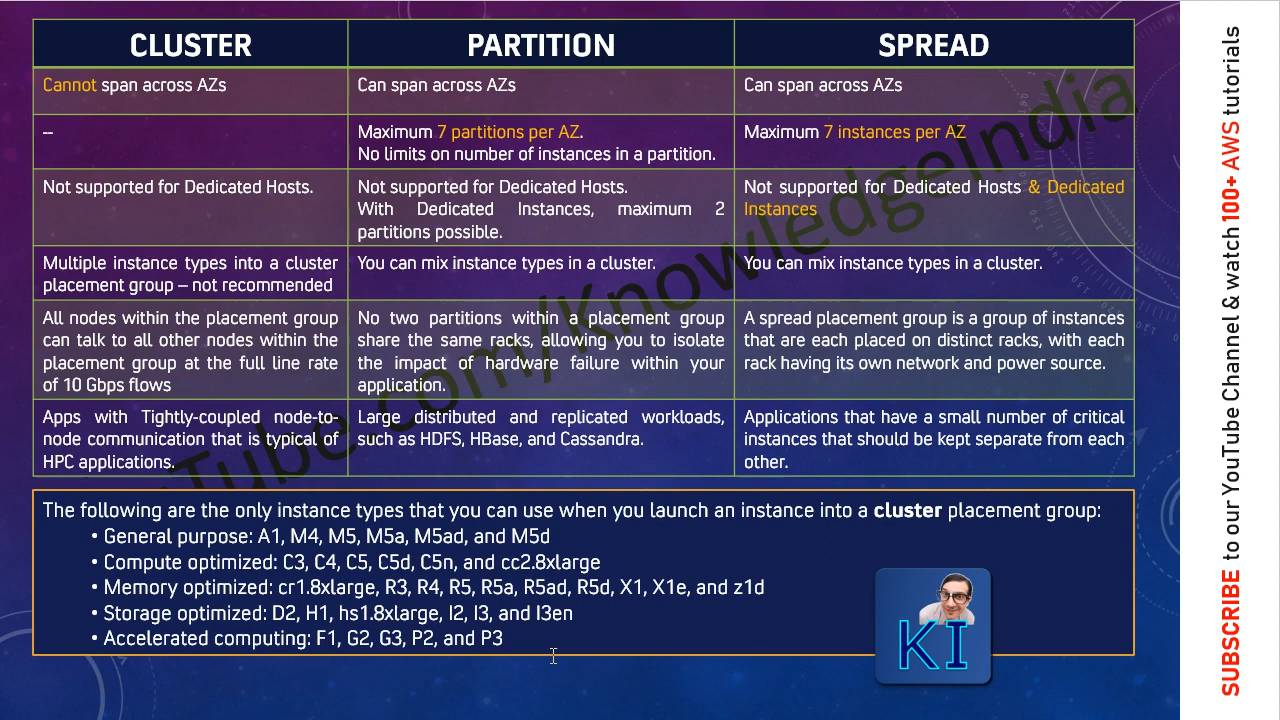 CLUSTER
PARTITION
SPREAD
Cannot span across AZs
Can span across AZs
Can span across AZs
--
Maximum 7 partitions per AZ.
No limits on number of instances in a partition.
Maximum 7 instances per AZ
Not supported for Dedicated Hosts.
Not supported for Dedicated Hosts.
With Dedicated Instances, maximum 2
partitions possible.
Not supported for Dedicated Hosts & Dedicated
Instances
Multiple instance types into a cluster
placement group – not recommended
You can mix instance types in a cluster.
You can mix instance types in a cluster.
All nodes within the placement group
can talk to all other nodes within the
placement group at the full line rate
of 10 Gbps flows
No two partitions within a placement group
share the same racks, allowing you to isolate
the impact of hardware failure within your
application.
A spread placement group is a group of instances
that are each placed on distinct racks, with each
rack having its own network and power source.
Apps with Tightly-coupled node-to-
node communication that is typical of
HPC applications.
Large distributed and replicated workloads,
such as HDFS, HBase, and Cassandra.
Applications that have a small number of critical
instances that should be kept separate from each
other.
The following are the only instance types that you can use when you launch an instance into a cluster placement group:
• General purpose: A1, M4, M5, M5a, M5ad, and M5d
• Compute optimized: C3, C4, C5, C5d, C5n, and cc2.8xlarge
• Memory optimized: cr1.8xlarge, R3, R4, R5, R5a, R5ad, R5d, X1, X1e, and z1d
• Storage optimized: D2, H1, hs1.8xlarge, I2, I3, and I3en
• Accelerated computing: F1, G2, G3, P2, and P3
KI
Tube.com/KnowledgeIndia
SUBSCRIBE to our YouTube Channel & watch 100+ AWS tutorials